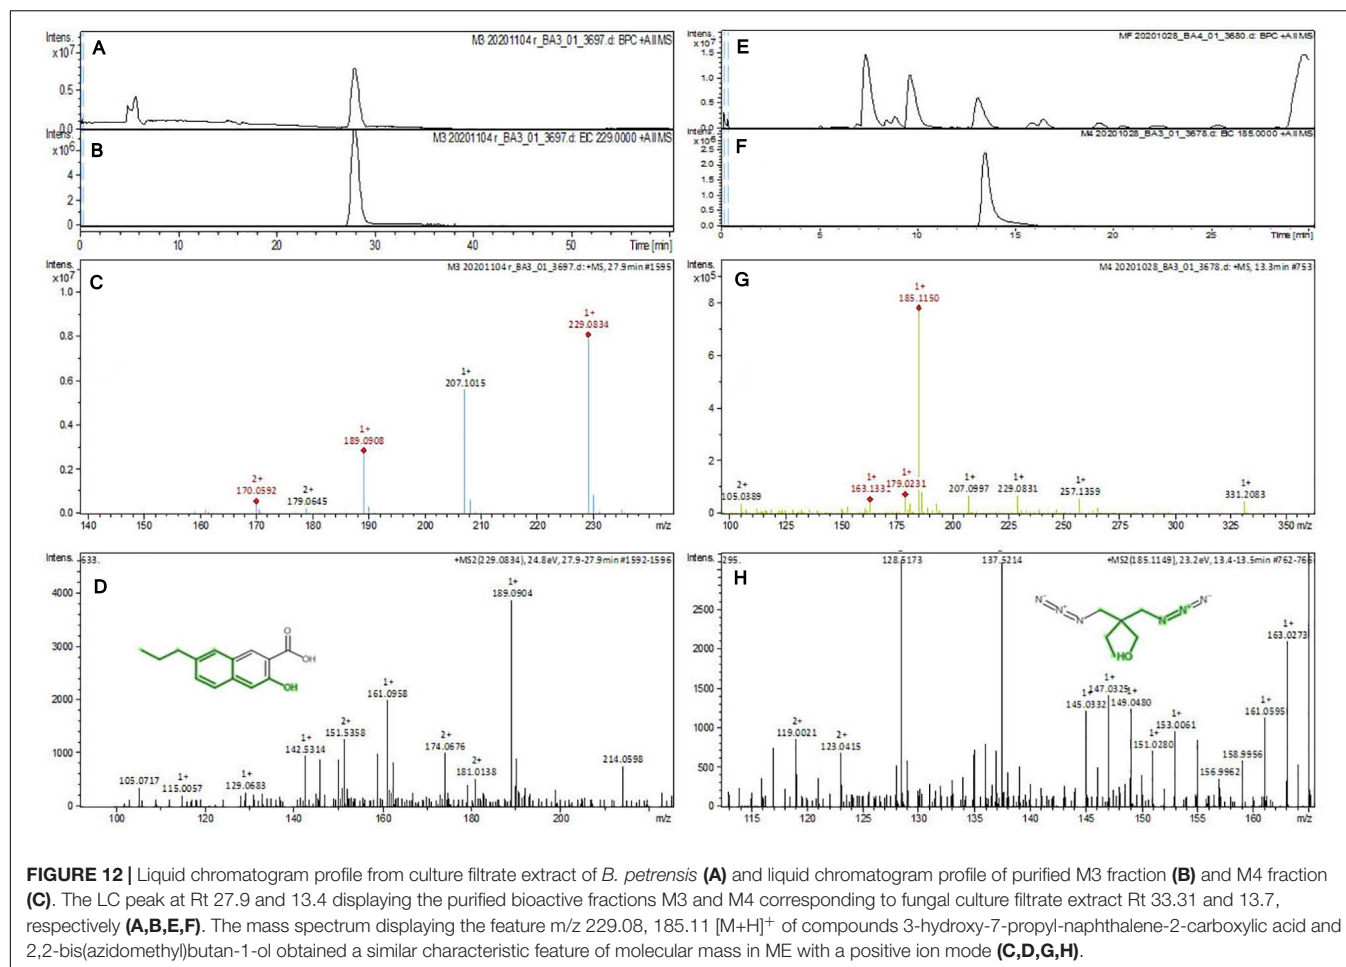 Intens.
x10⁷
A
M3 20201104 r_BA3_01_3697.d: BPC +All MS
0.5
0.0
Intens.
x10⁶
B
M3 20201104 r_BA3_01_3697.d: EIC 229.0000 +All MS
4
2
0
0 10 20 30 40 50 Time [min]
Intens.
x10⁷
E
MF 20201028_BA4_01_3680.d: BPC +All MS
1.5
1.0
0.5
0.0
Intens.
x10⁶
F
M4 20201028_BA3_01_3678.d: EIC 185.0000 +All MS
2.5
2.0
1.5
1.0
0.5
0.0
5 10 15 20 25 Time [min]
Intens.
x10⁷
C
M3 20201104 r_BA3_01_3697.d: +MS, 27.9min #1595
1.0
0.8
0.6
0.4
0.2
0.0
1+
229.0834
1+
207.1015
1+
189.0908
2+
170.0592
2+
179.0645
140 150 160 170 180 190 200 210 220 230 m/z
Intens.
x10⁵
G
M4 20201028_BA3_01_3678.d: +MS, 13.3min #753
8
6
4
2
0
1+
185.1150
2+
105.0389
1+
163.1331
1+
179.0231
1+
207.0997
1+
229.0831
1+
257.1359
1+
331.2083
100 125 150 175 200 225 250 275 300 325 350 m/z
Intens.
D
+MS2(229.0834), 24.8eV, 27.9-27.9min #1592-1596
4000
3000
2000
1000
0
O
OH
OH
1+
189.0904
1+
161.0958
2+
151.5358
1+
142.5314
2+
174.0676
2+
181.0138
214.0598
105.0717
1+
115.0057
1+
129.0683
100 120 140 160 180 200 m/z
Intens.
295.
H
+MS2(185.1149), 23.2eV, 13.4-13.5min #762-766
2500
2000
1500
1000
500
0
N⁻
N⁺
N
N
N⁺
N⁻
HO
128.5173
137.5214
1+
163.0273
1+
147.0325
1+
145.0332
1+
149.0480
1+
161.0595
1+
153.0061
1+
151.0280
2+
119.0021
2+
123.0415
158.9956
1+
156.9962
115 120 125 130 135 140 145 150 155 160 m/z
FIGURE 12 | Liquid chromatogram profile from culture filtrate extract of B. petrensis (A) and liquid chromatogram profile of purified M3 fraction (B) and M4 fraction
(C). The LC peak at Rt 27.9 and 13.4 displaying the purified bioactive fractions M3 and M4 corresponding to fungal culture filtrate extract Rt 33.31 and 13.7,
respectively (A,B,E,F). The mass spectrum displaying the feature m/z 229.08, 185.11 [M+H]⁺ of compounds 3-hydroxy-7-propyl-naphthalene-2-carboxylic acid and
2,2-bis(azidomethyl)butan-1-ol obtained a similar characteristic feature of molecular mass in ME with a positive ion mode (C,D,G,H).